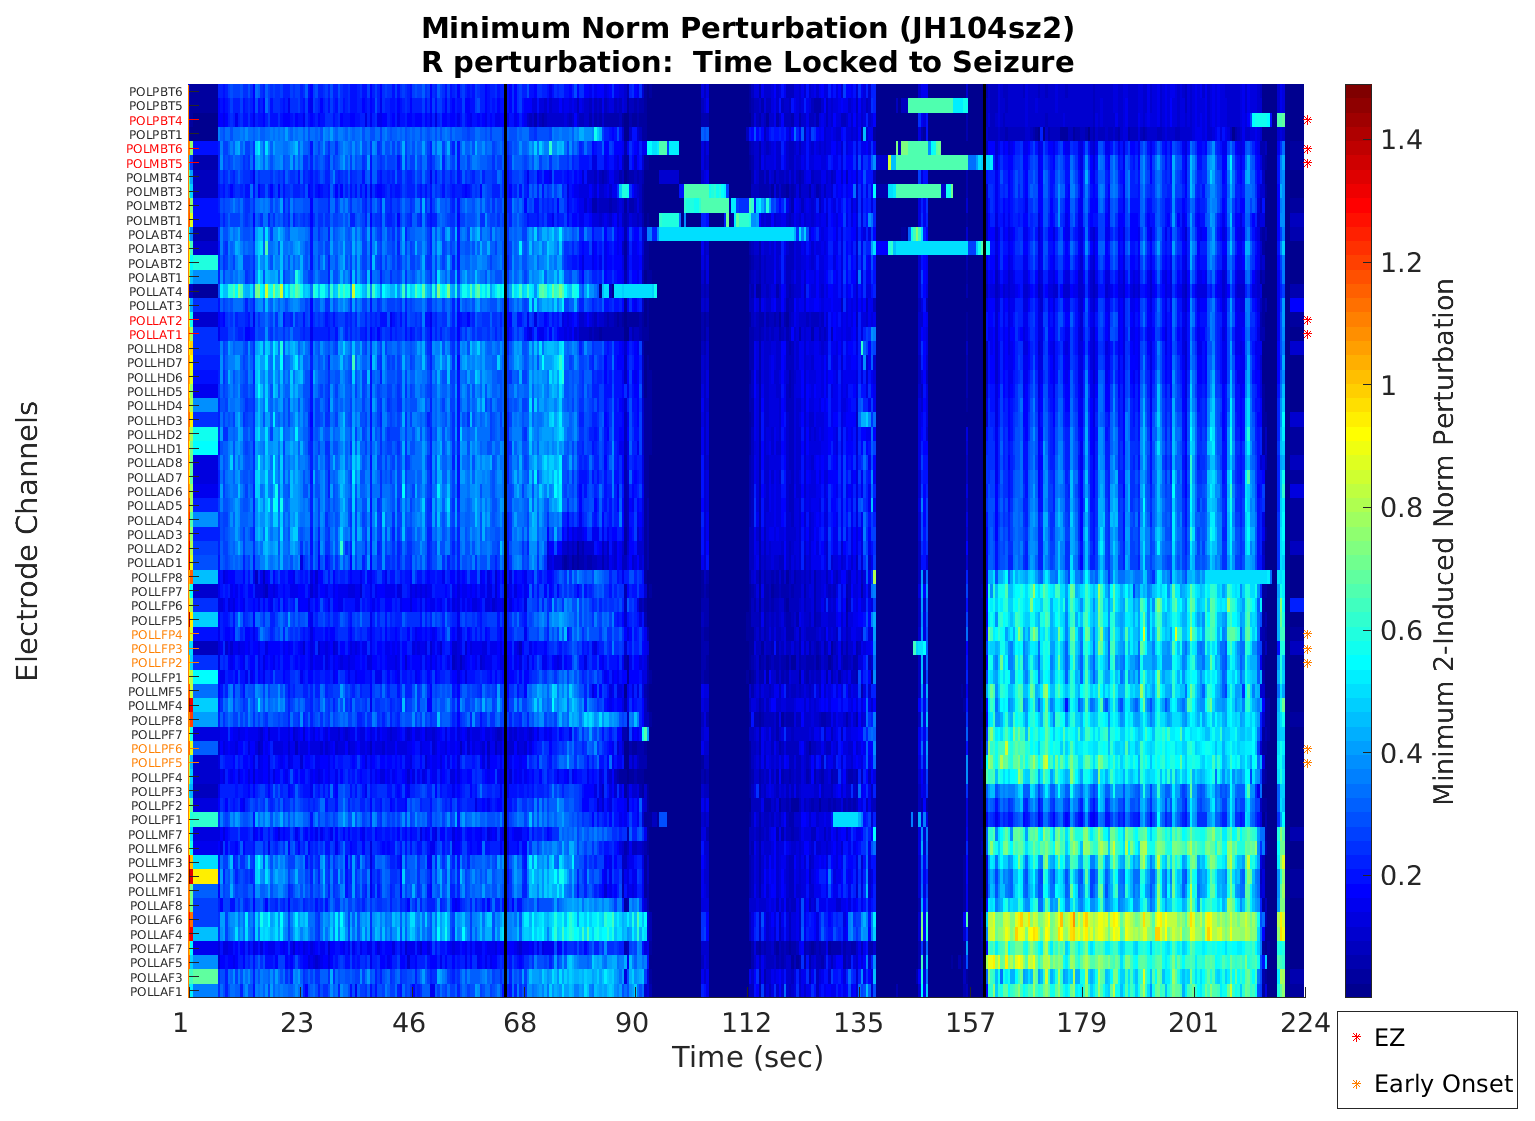 Minimum Norm Perturbation (JH104sz2)
R perturbation:  Time Locked to Seizure
Electrode Channels
POLPBT6
POLPBT5
POLPBT4
POLPBT1
POLMBT6
POLMBT5
POLMBT4
POLMBT3
POLMBT2
POLMBT1
POLABT4
POLABT3
POLABT2
POLABT1
POLLAT4
POLLAT3
POLLAT2
POLLAT1
POLLHD8
POLLHD7
POLLHD6
POLLHD5
POLLHD4
POLLHD3
POLLHD2
POLLHD1
POLLAD8
POLLAD7
POLLAD6
POLLAD5
POLLAD4
POLLAD3
POLLAD2
POLLAD1
POLLFP8
POLLFP7
POLLFP6
POLLFP5
POLLFP4
POLLFP3
POLLFP2
POLLFP1
POLLMF5
POLLMF4
POLLPF8
POLLPF7
POLLPF6
POLLPF5
POLLPF4
POLLPF3
POLLPF2
POLLPF1
POLLMF7
POLLMF6
POLLMF3
POLLMF2
POLLMF1
POLLAF8
POLLAF6
POLLAF4
POLLAF7
POLLAF5
POLLAF3
POLLAF1
1 23 46 68 90 112 135 157 179 201 224
Time (sec)
1.4
1.2
1
0.8
0.6
0.4
0.2
Minimum 2-Induced Norm Perturbation
EZ
Early Onset